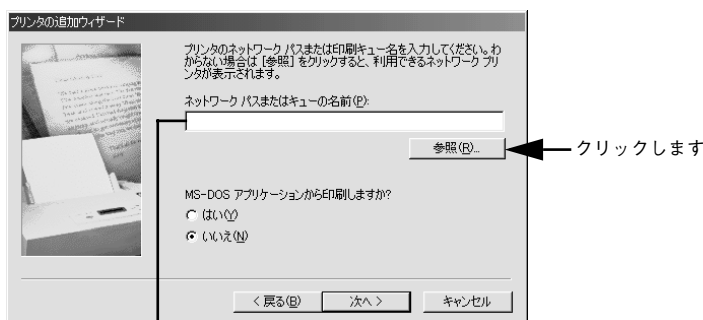 プリンタの追加ウィザード
プリンタのネットワーク パスまたは印刷キュー名を入力してください。わ
からない場合は [参照] をクリックすると、利用できるネットワーク プリ
ンタが表示されます。
ネットワーク パスまたはキューの名前(P):
参照(R)...
クリックします
MS-DOS アプリケーションから印刷しますか?
はい(Y)
いいえ(N)
< 戻る(B)
次へ >
キャンセル